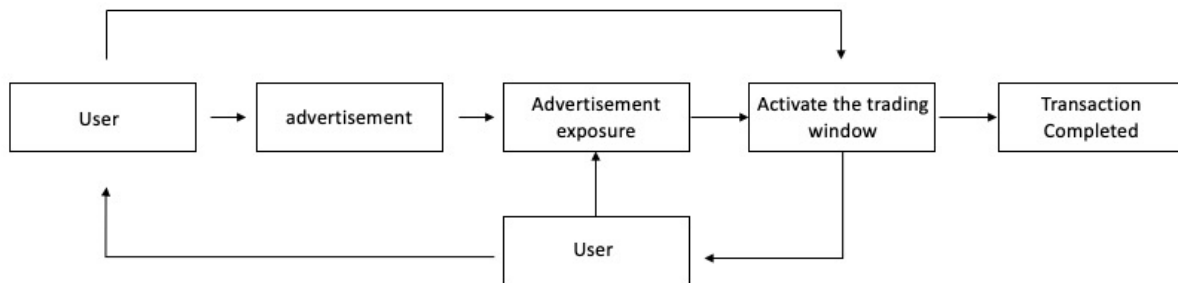 User
advertisement
Advertisement
exposure
Activate the trading
window
Transaction
Completed
User